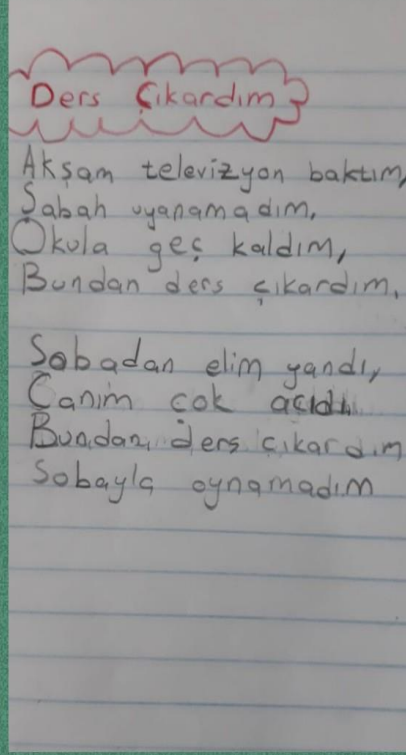 Ders Çıkardım
Akşam televizyon baktım,
Sabah uyanamadım,
Okula geç kaldım,
Bundan ders çıkardım.
Sobadan elim yandı,
Canım çok acıdı
Bundan ders çıkardım
Sobayla oynamadım